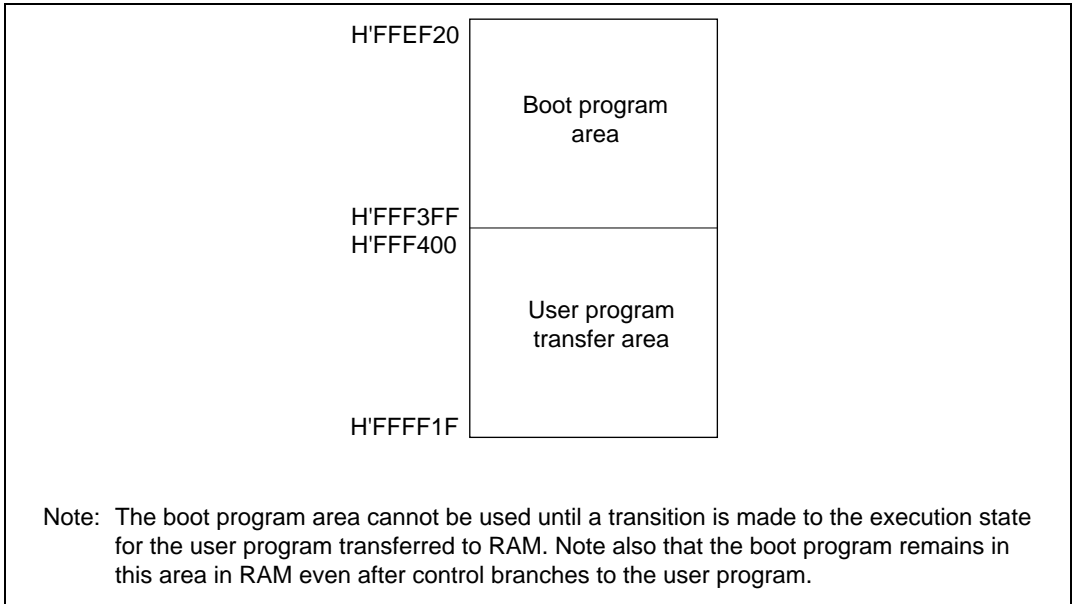 H'FFEF20
Boot program
area
H'FFF3FF
H'FFF400
User program
transfer area
H'FFFF1F
Note: The boot program area cannot be used until a transition is made to the execution state
for the user program transferred to RAM. Note also that the boot program remains in
this area in RAM even after control branches to the user program.